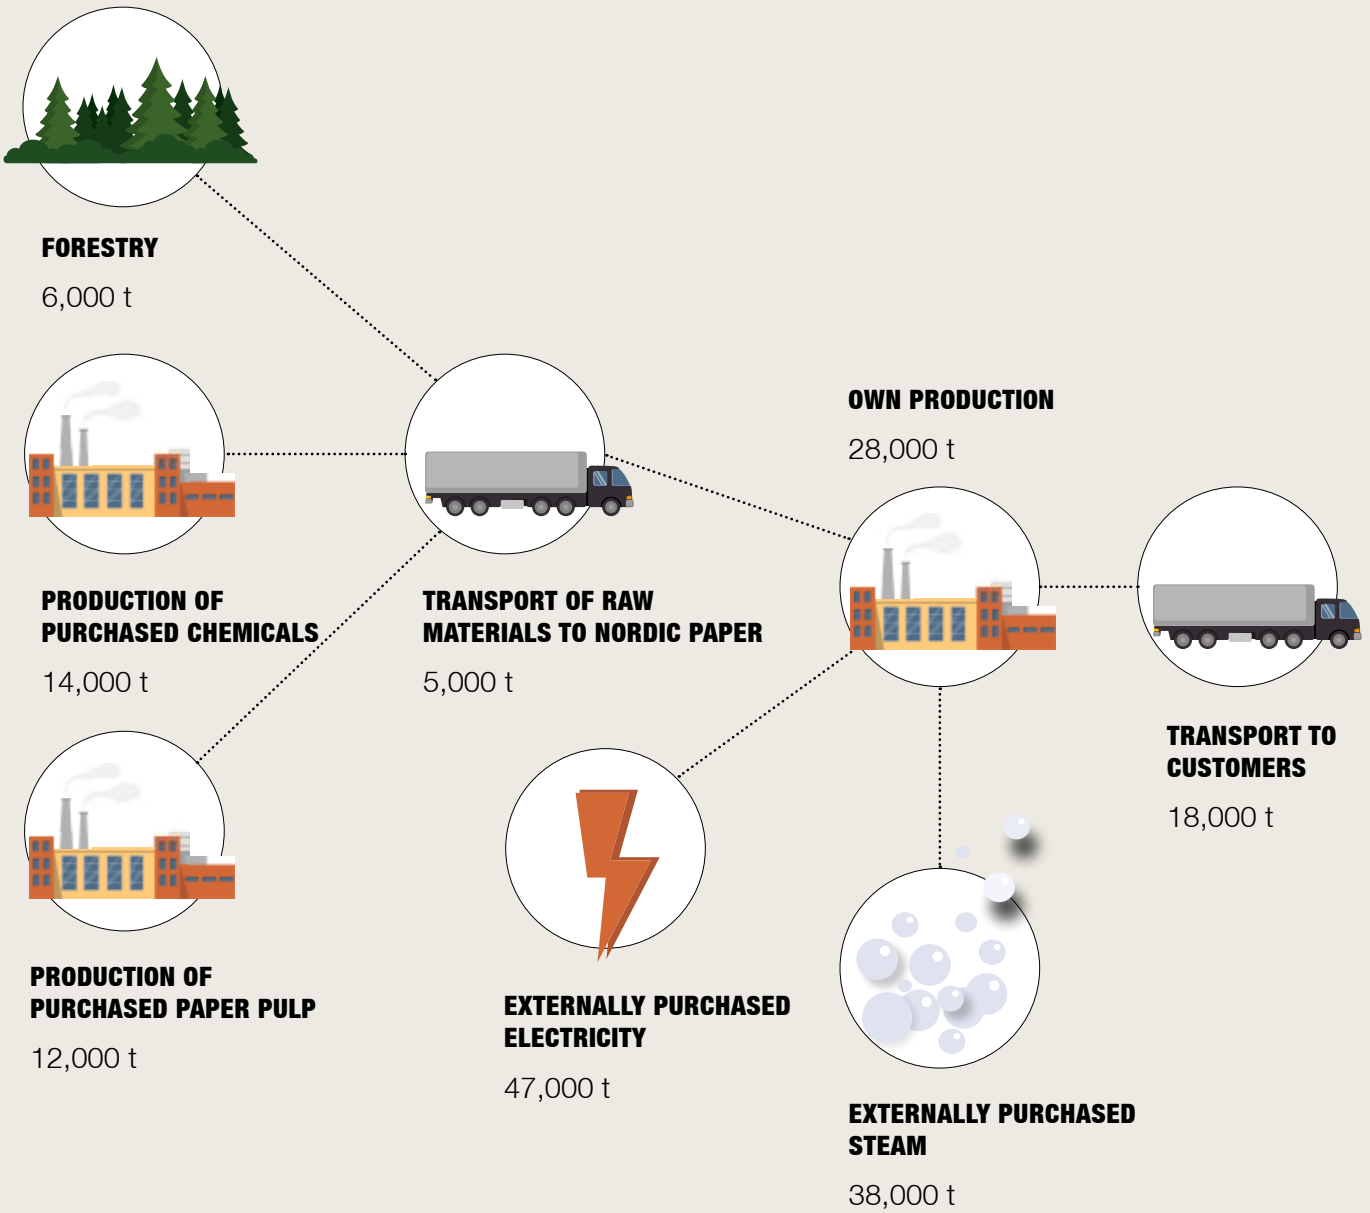 FORESTRY
6,000 t
PRODUCTION OF
PURCHASED CHEMICALS
14,000 t
PRODUCTION OF
PURCHASED PAPER PULP
12,000 t
TRANSPORT OF RAW
MATERIALS TO NORDIC PAPER
5,000 t
OWN PRODUCTION
28,000 t
EXTERNALLY PURCHASED
ELECTRICITY
47,000 t
EXTERNALLY PURCHASED
STEAM
38,000 t
TRANSPORT TO
CUSTOMERS
18,000 t